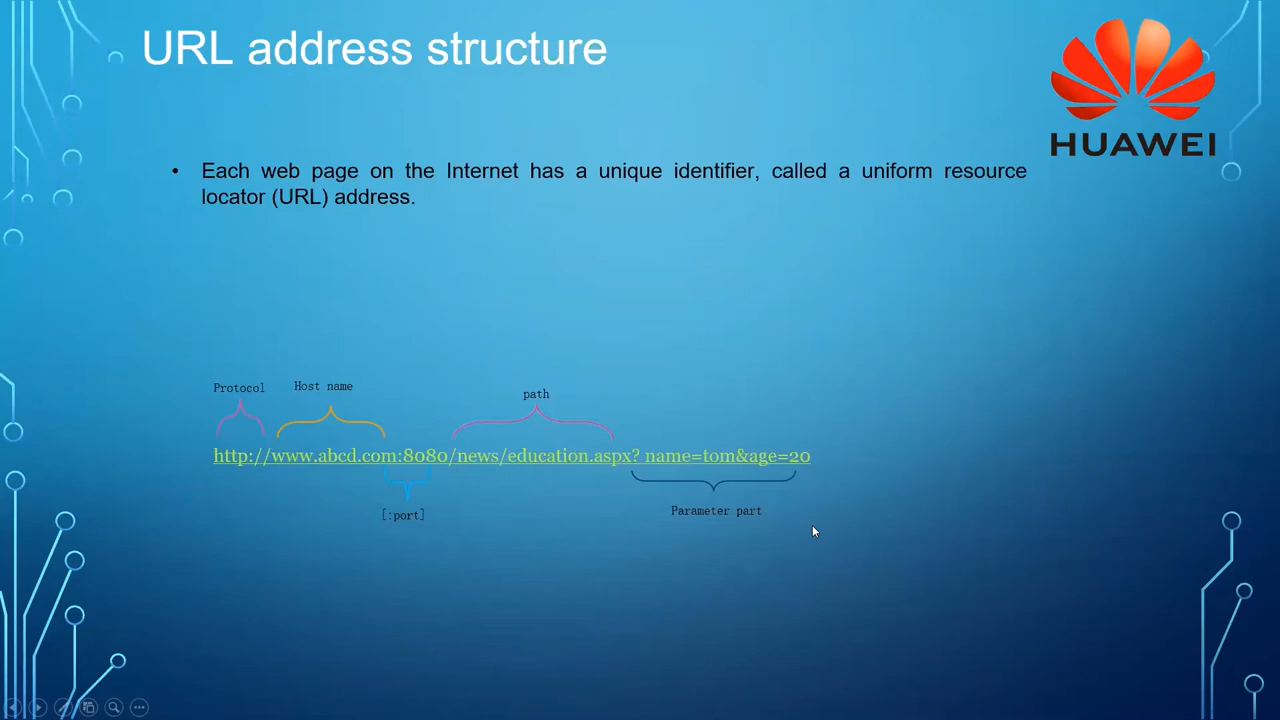 URL address structure
HUAWEI
• Each web page on the Internet has a unique identifier, called a uniform resource
locator (URL) address.
Protocol
Host name
path
http://www.abcd.com:8080/news/education.aspx? name=tom&age=20
[:port]
Parameter part